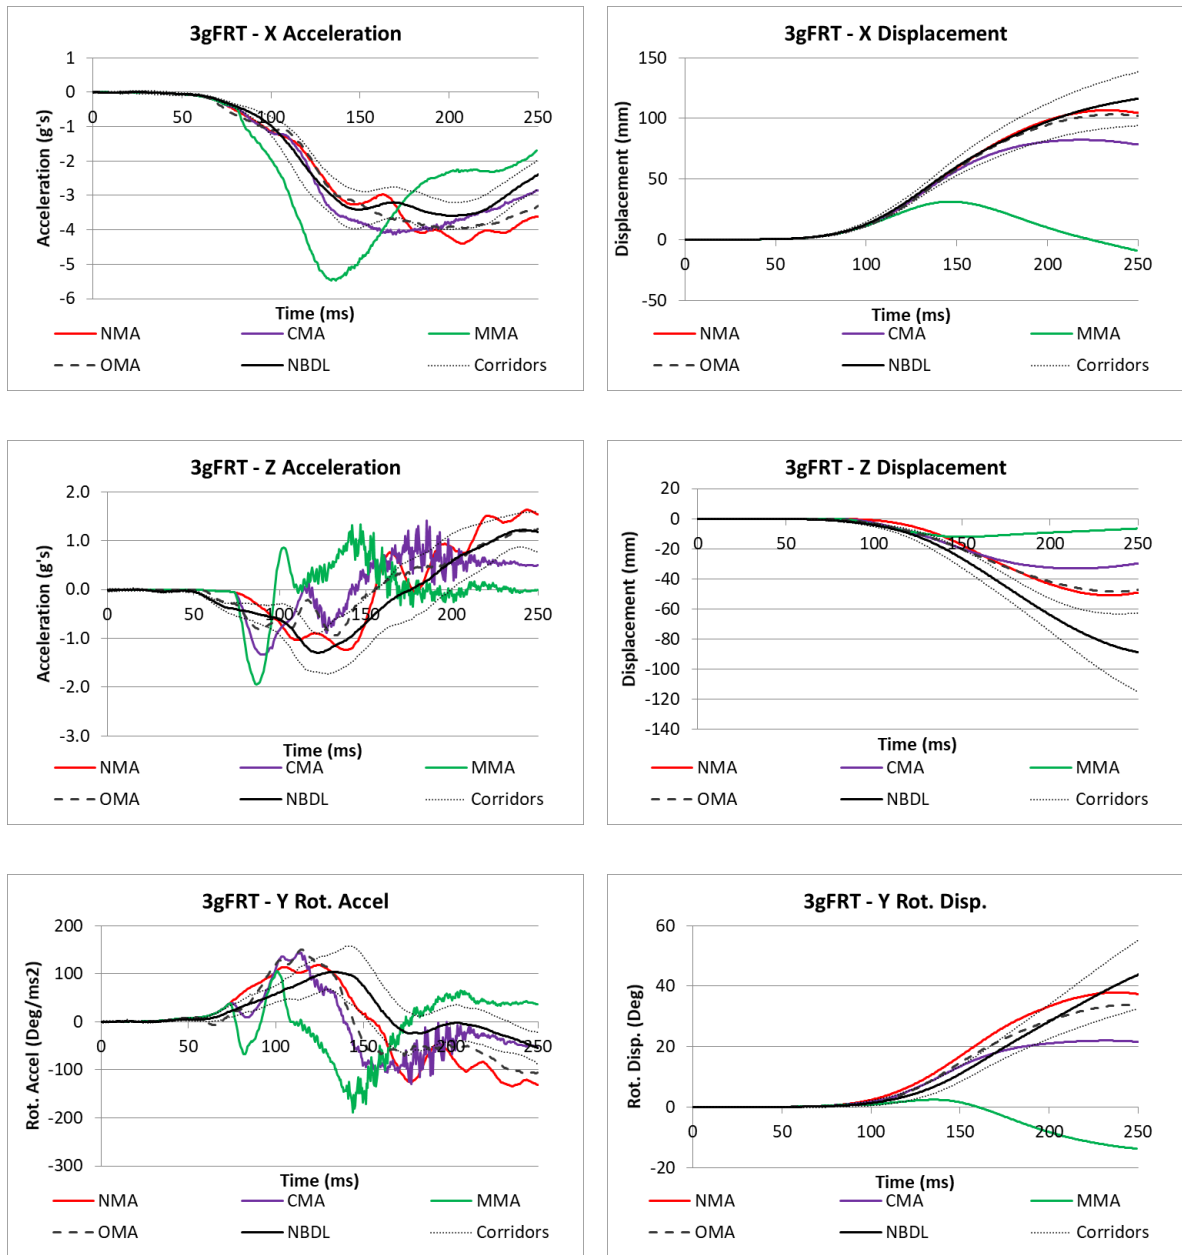 3gFRT - X Acceleration
1
0
-1
-2
-3
-4
-5
-6
0 50 100 150 200 250
Acceleration (g's)
Time (ms)
NMA CMA MMA
OMA NBDL Corridors
3gFRT - X Displacement
150
100
50
0
-50
0 50 100 150 200 250
Displacement (mm)
Time (ms)
NMA CMA MMA
OMA NBDL Corridors
3gFRT - Z Acceleration
2.0
1.0
0.0
-1.0
-2.0
-3.0
0 50 100 150 200 250
Acceleration (g's)
Time (ms)
NMA CMA MMA
OMA NBDL Corridors
3gFRT - Z Displacement
20
0
-20
-40
-60
-80
-100
-120
-140
0 50 100 150 200 250
Displacement (mm)
Time (ms)
NMA CMA MMA
OMA NBDL Corridors
3gFRT - Y Rot. Accel
200
100
0
-100
-200
-300
0 50 100 150 200 250
Rot. Accel (Deg/ms2)
Time (ms)
NMA CMA MMA
OMA NBDL Corridors
3gFRT - Y Rot. Disp.
60
40
20
0
-20
0 50 100 150 200 250
Rot. Disp. (Deg)
Time (ms)
NMA CMA MMA
OMA NBDL Corridors